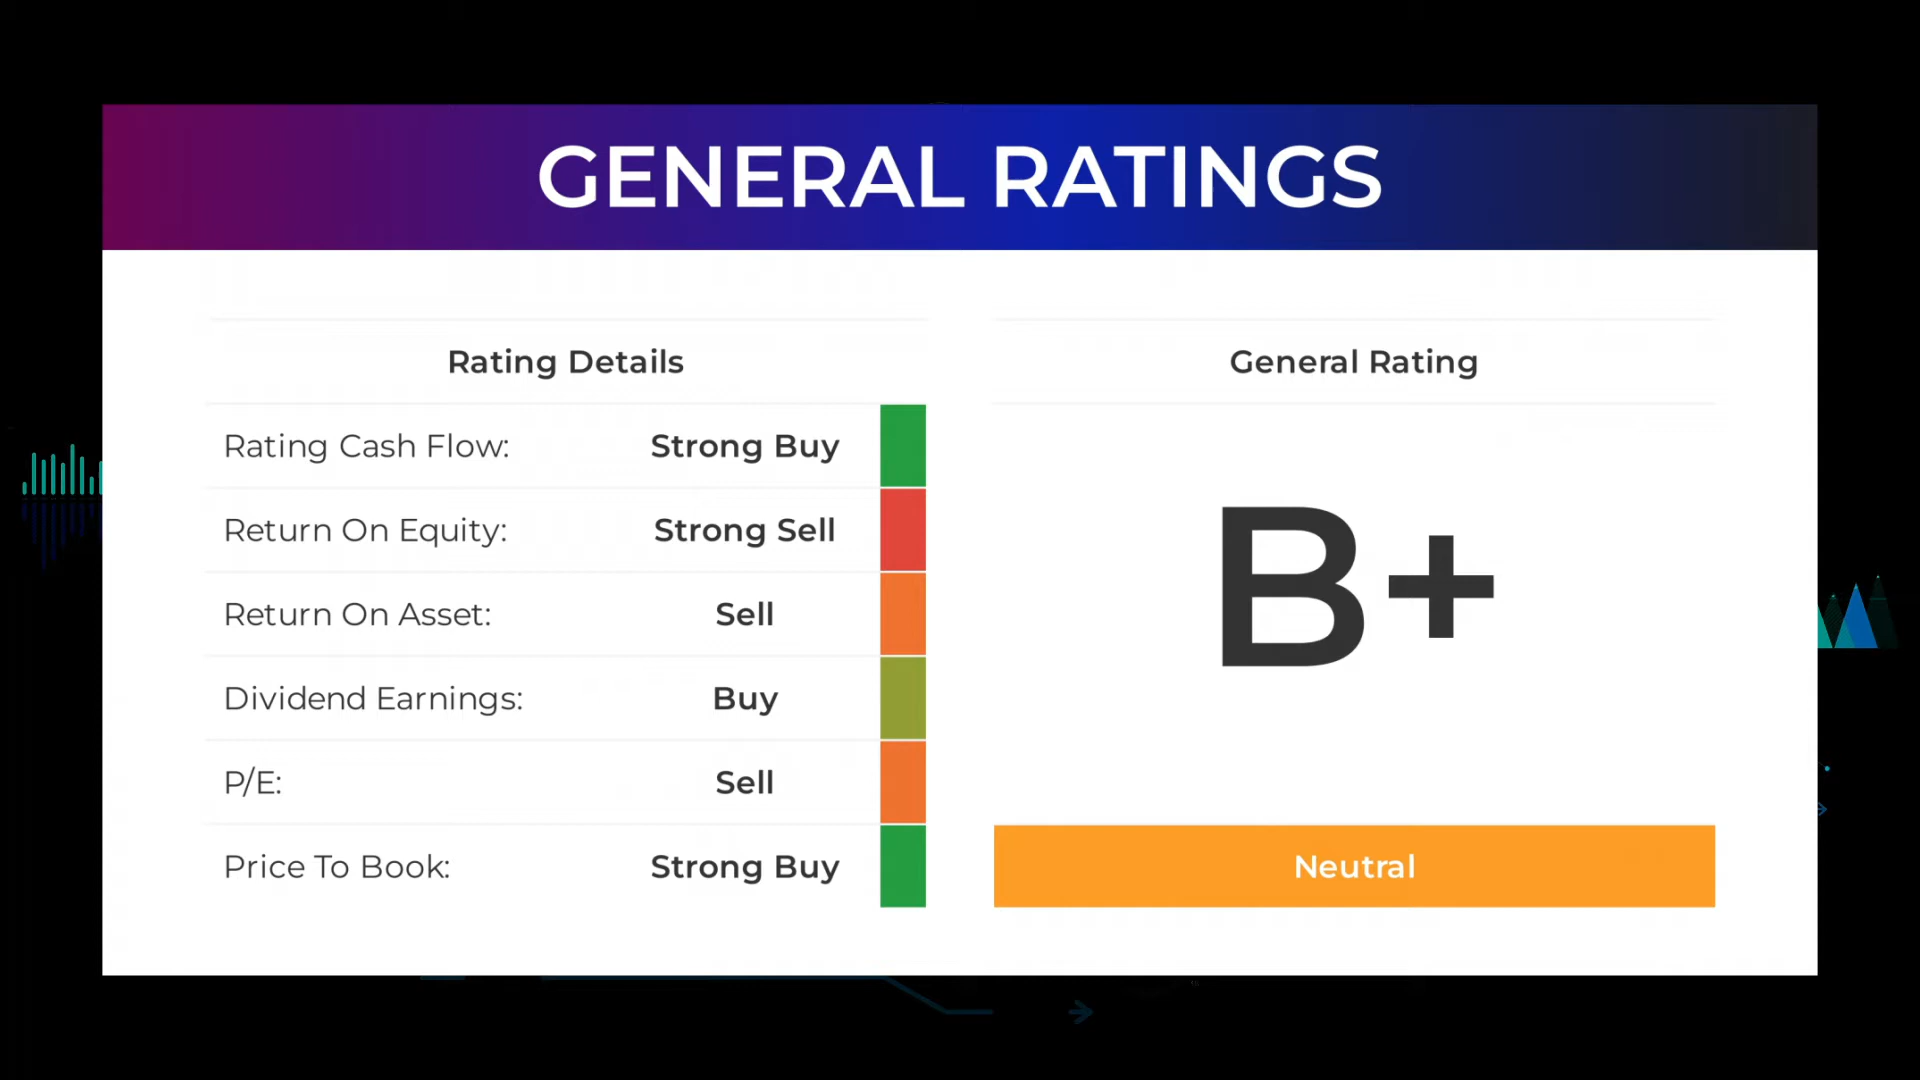 GENERAL RATINGS
Rating Details
Rating Cash Flow: Strong Buy
Return On Equity: Strong Sell
Return On Asset: Sell
Dividend Earnings: Buy
P/E: Sell
Price To Book: Strong Buy
General Rating
B+
Neutral